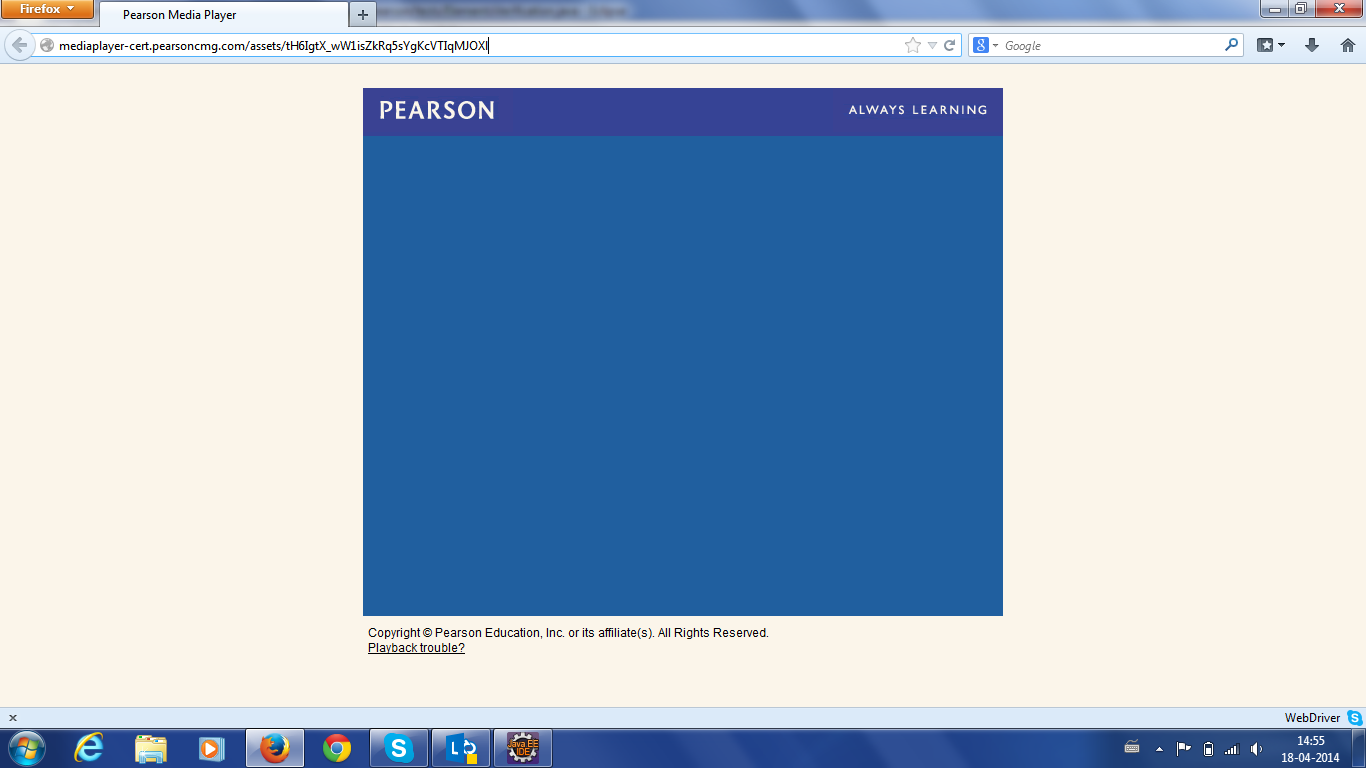 Firefox
Pearson Media Player
mediaplayer-cert.pearsoncmg.com/assets/tH6IgtX_wW1isZkRq5sYgKcVTIqMJOXI
Google
PEARSON
ALWAYS LEARNING
Copyright © Pearson Education, Inc. or its affiliate(s). All Rights Reserved.
Playback trouble?
WebDriver
Java EE
IDE
14:55
18-04-2014